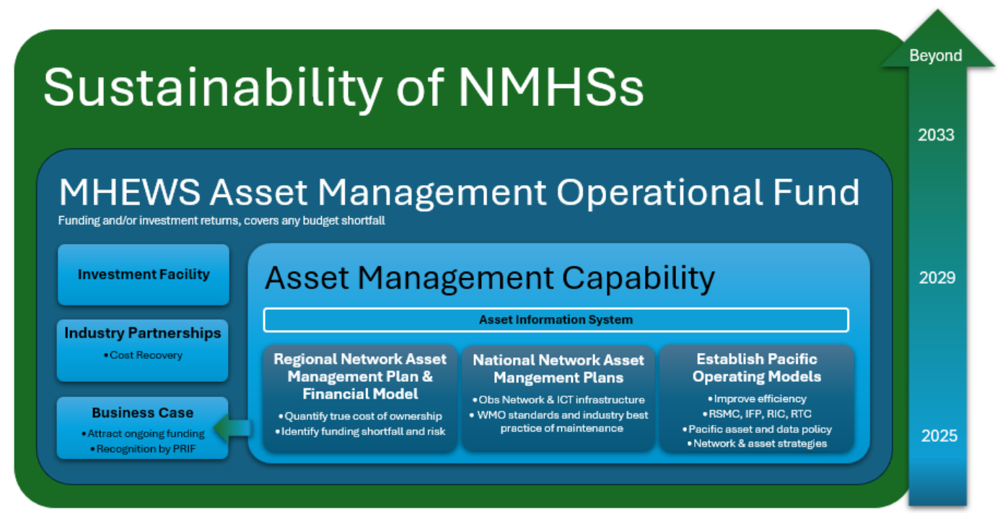 Sustainability of NMHSs
MHEWS Asset Management Operational Fund
Funding and/or investment returns, covers any budget shortfall
Investment Facility
Industry Partnerships
•Cost Recovery
Business Case
•Attract ongoing funding
•Recognition by PRIF
Asset Management Capability
Asset Information System
Regional Network Asset
Management Plan &
Financial Model
•Quantify true cost of ownership
•Identify funding shortfall and risk
National Network Asset
Mangement Plans
•Obs Network & ICT infrastructure
•WMO standards and industry best
practice of maintenance
Establish Pacific
Operating Models
•Improve efficiency
•RSMC, IFP, RIC, RTC
•Pacific asset and data policy
•Network & asset strategies
Beyond
2033
2029
2025